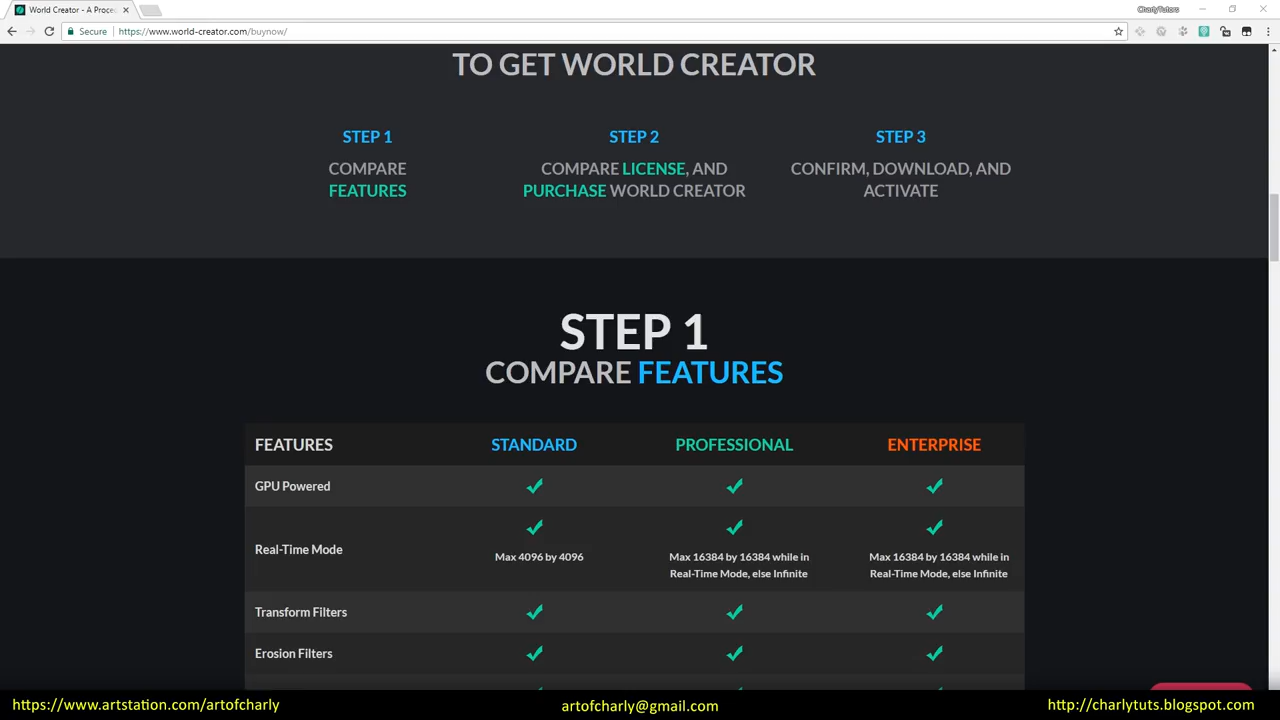 World Creator - A Proce
CharlyTutors
Secure
https://www.world-creator.com/buynow/
TO GET WORLD CREATOR
STEP 1
STEP 2
STEP 3
COMPARE
FEATURES
COMPARE LICENSE, AND
PURCHASE WORLD CREATOR
CONFIRM, DOWNLOAD, AND
ACTIVATE
STEP 1
COMPARE FEATURES
FEATURES
STANDARD
PROFESSIONAL
ENTERPRISE
GPU Powered
Real-Time Mode
Max 4096 by 4096
Max 16384 by 16384 while in
Real-Time Mode, else Infinite
Max 16384 by 16384 while in
Real-Time Mode, else Infinite
Transform Filters
Erosion Filters
https://www.artstation.com/artofcharly
artofcharly@gmail.com
http://charlytuts.blogspot.com